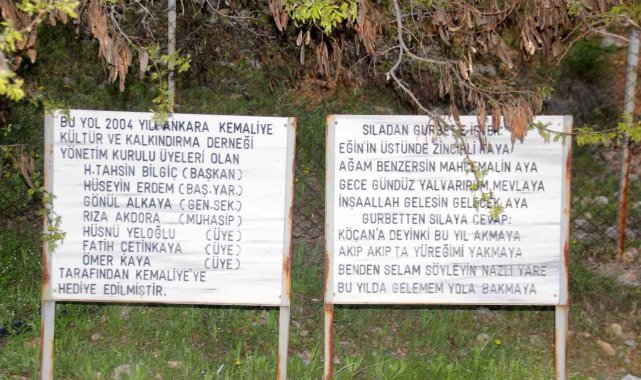 BU YOL 2004 YILI ANKARA KEMALİYE
KÜLTÜR VE KALKINDIRMA DERNEĞİ
YÖNETİM KURULU ÜYELERİ OLAN
H.TAHSİN BİLGİÇ (BAŞKAN)
HÜSEYİN ERDEM (BAŞ.YAR.)
GÖNÜL ALKAYA (GEN.SEK.)
RIZA AKDORA (MUHASİP)
HÜSNÜ YELOĞLU (ÜYE)
FATİH ÇETİNKAYA (ÜYE)
ÖMER KAYA (ÜYE)
TARAFINDAN KEMALİYE'YE
HEDİYE EDİLMİŞTİR.
SILADAN GURBETE
EĞİN'İN ÜSTÜNDE ZİNCİRLİ KAYA
AĞAM BENZERSİN MAHÇEMALİN AYA
GECE GÜNDÜZ YALVARIRIM MEVLAYA
İNŞAALLAH GELESİN GELECEK AYA
GURBETTEN SILAYA CEVAP:
KÖÇAN'A DEYİNKİ BU YIL AKMAYA
AKIP AKIP TA YÜREĞİMİ YAKMAYA
BENDEN SELAM SÖYLEYİN NAZLI YARE
BU YILDA GELEMEM YOLA BAKMAYA